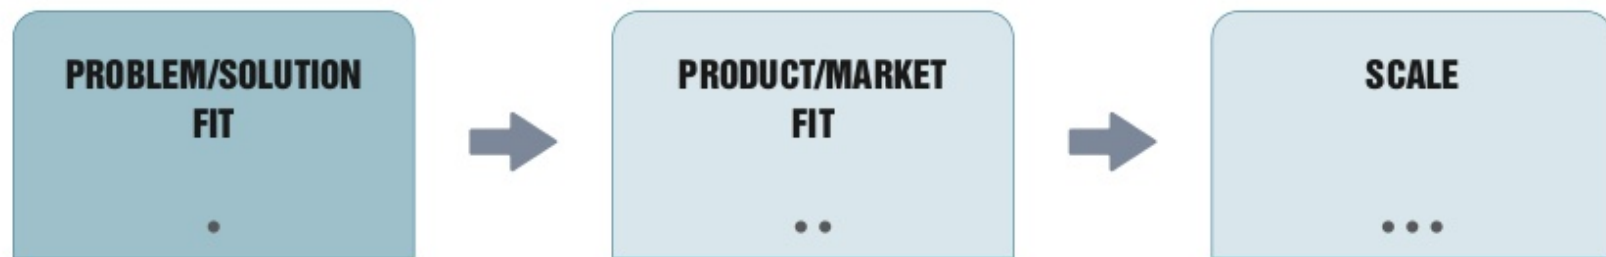 PROBLEM/SOLUTION
FIT
PRODUCT/MARKET
FIT
SCALE